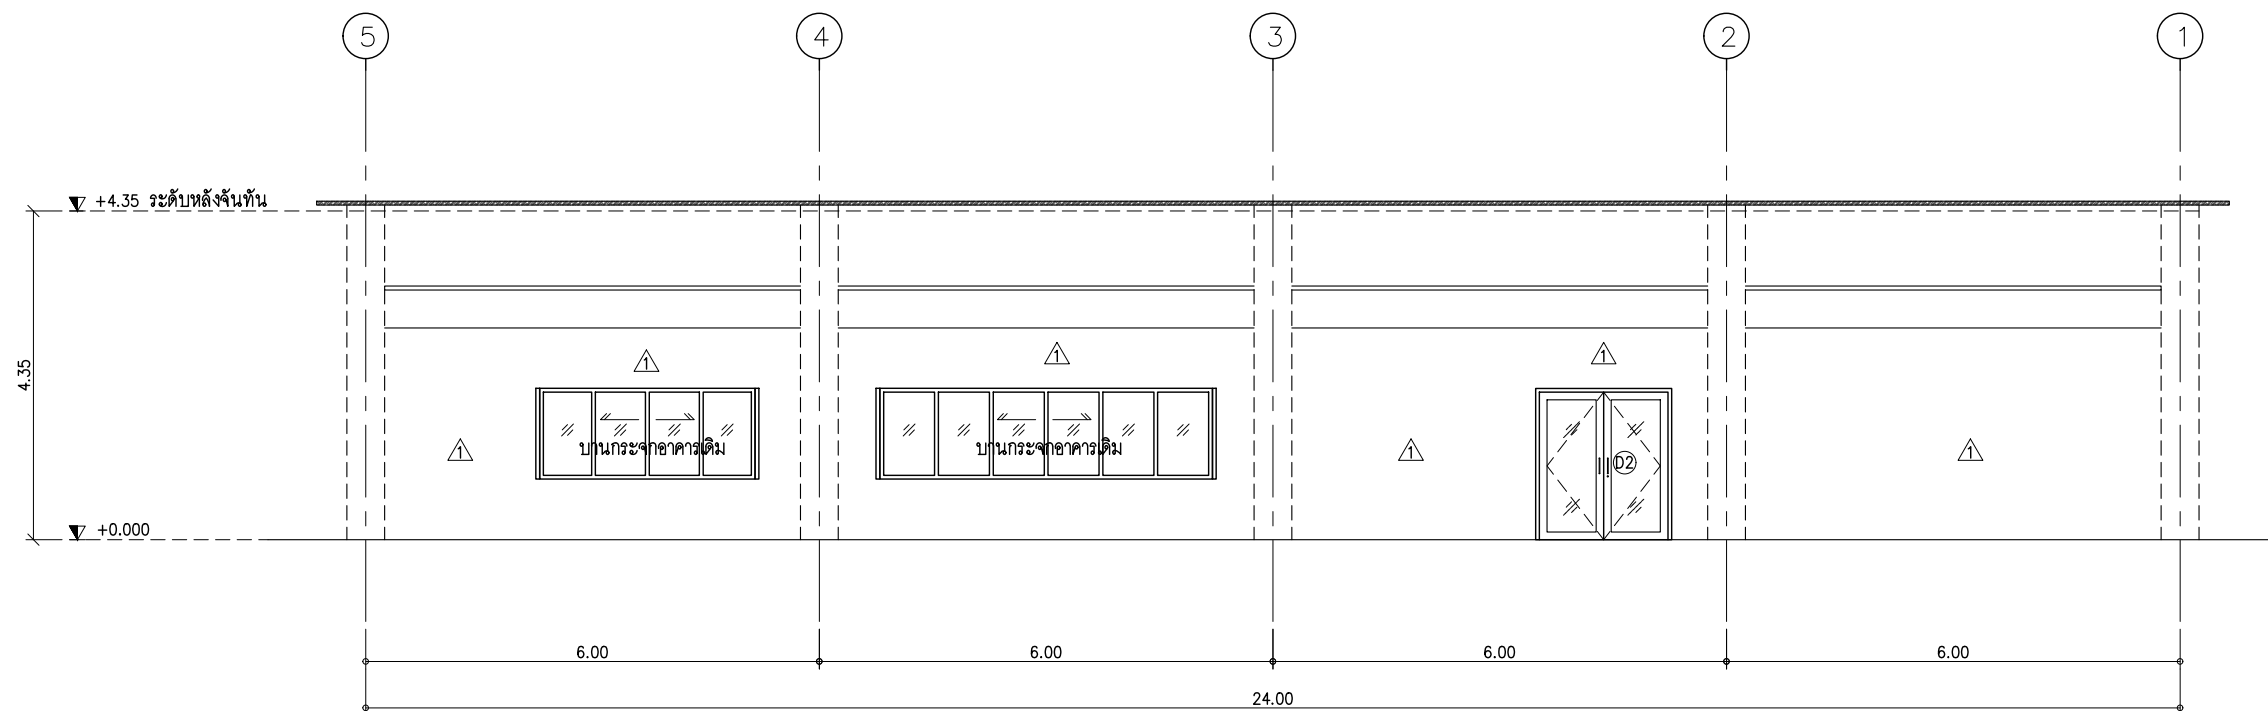 5 4 3 2 1
+4.35 ระดับหลังจันทัน
4.35
1 1 1
บานกระจกอาคารเดิม บานกระจกอาคารเดิม
1 1 D2 1
+0.000
6.00 6.00 6.00 6.00
24.00